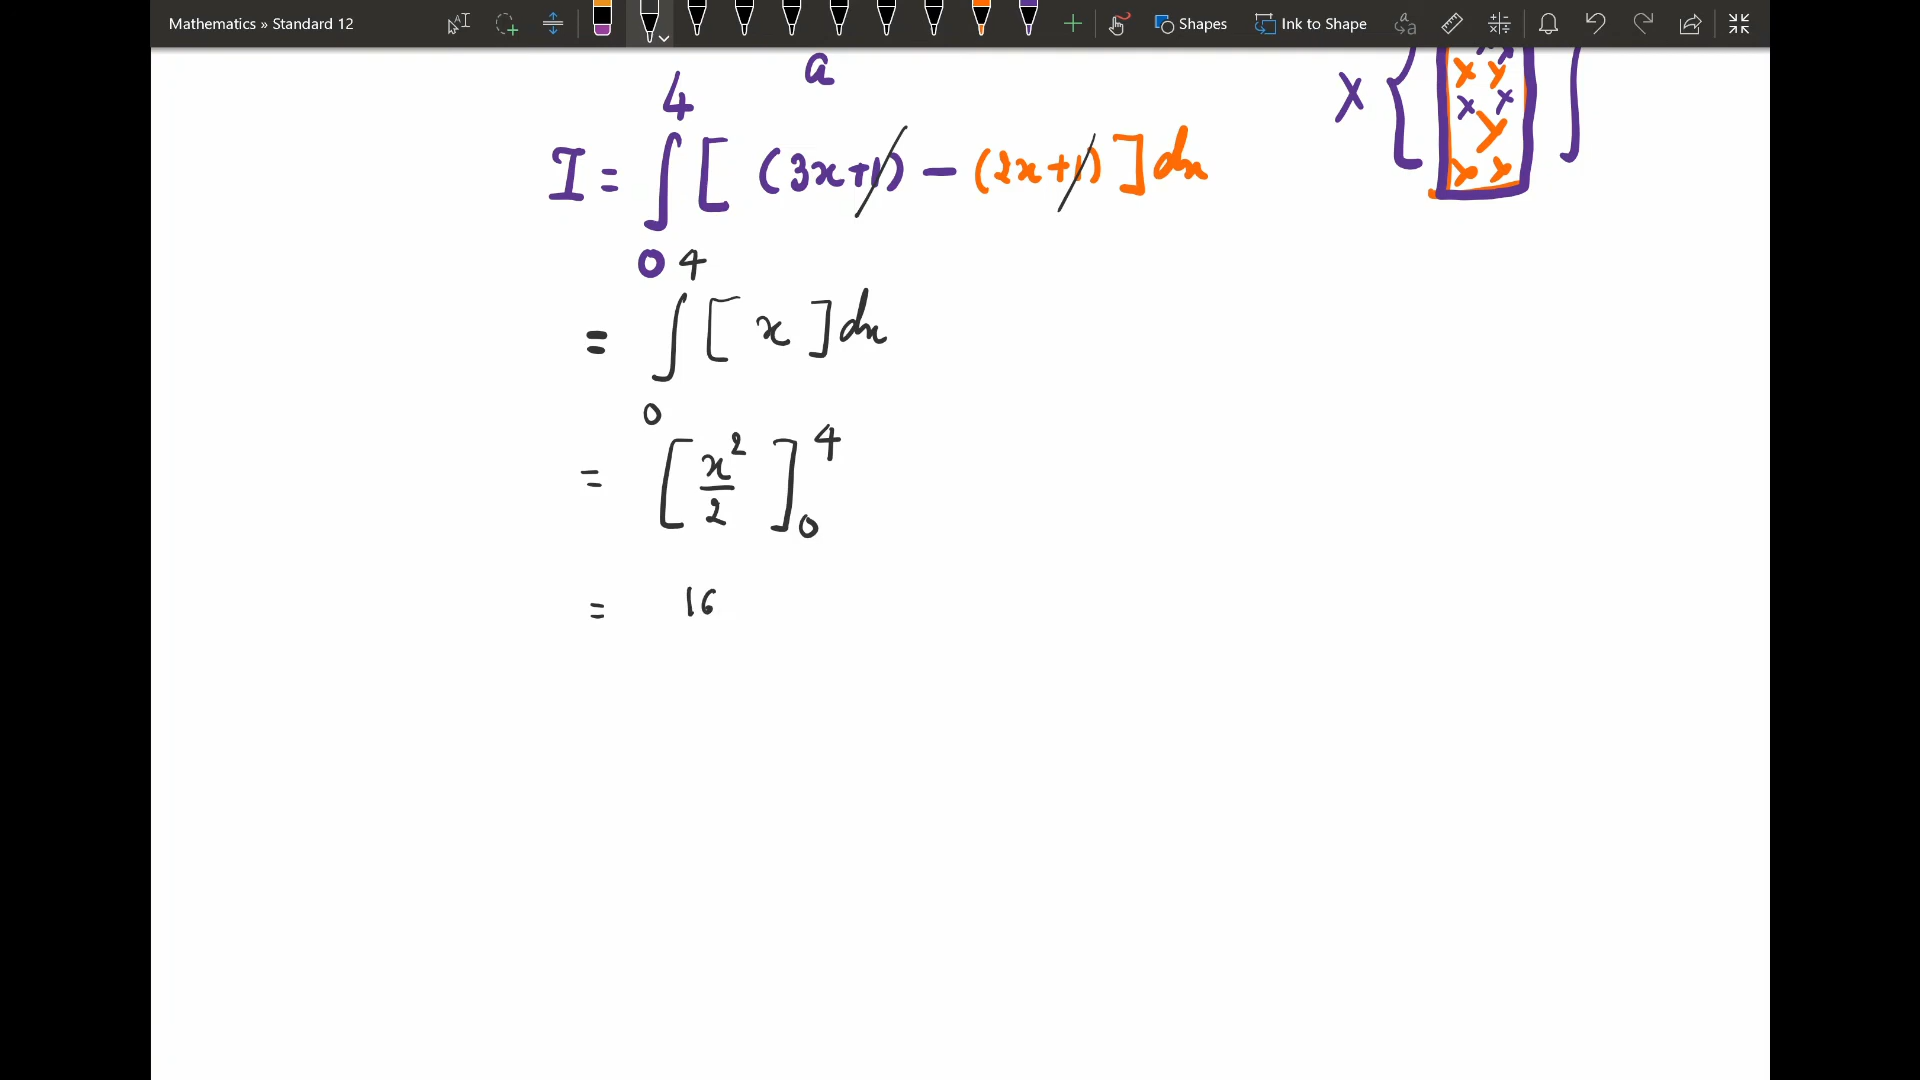 Mathematics » Standard 12
Shapes
Ink to Shape
a
4
I = ∫ [ (3x+1) - (2x+1) ] dx
0
4
= ∫ [ x ] dx
0
= [ x²/2 ]₀⁴
= 16
X {